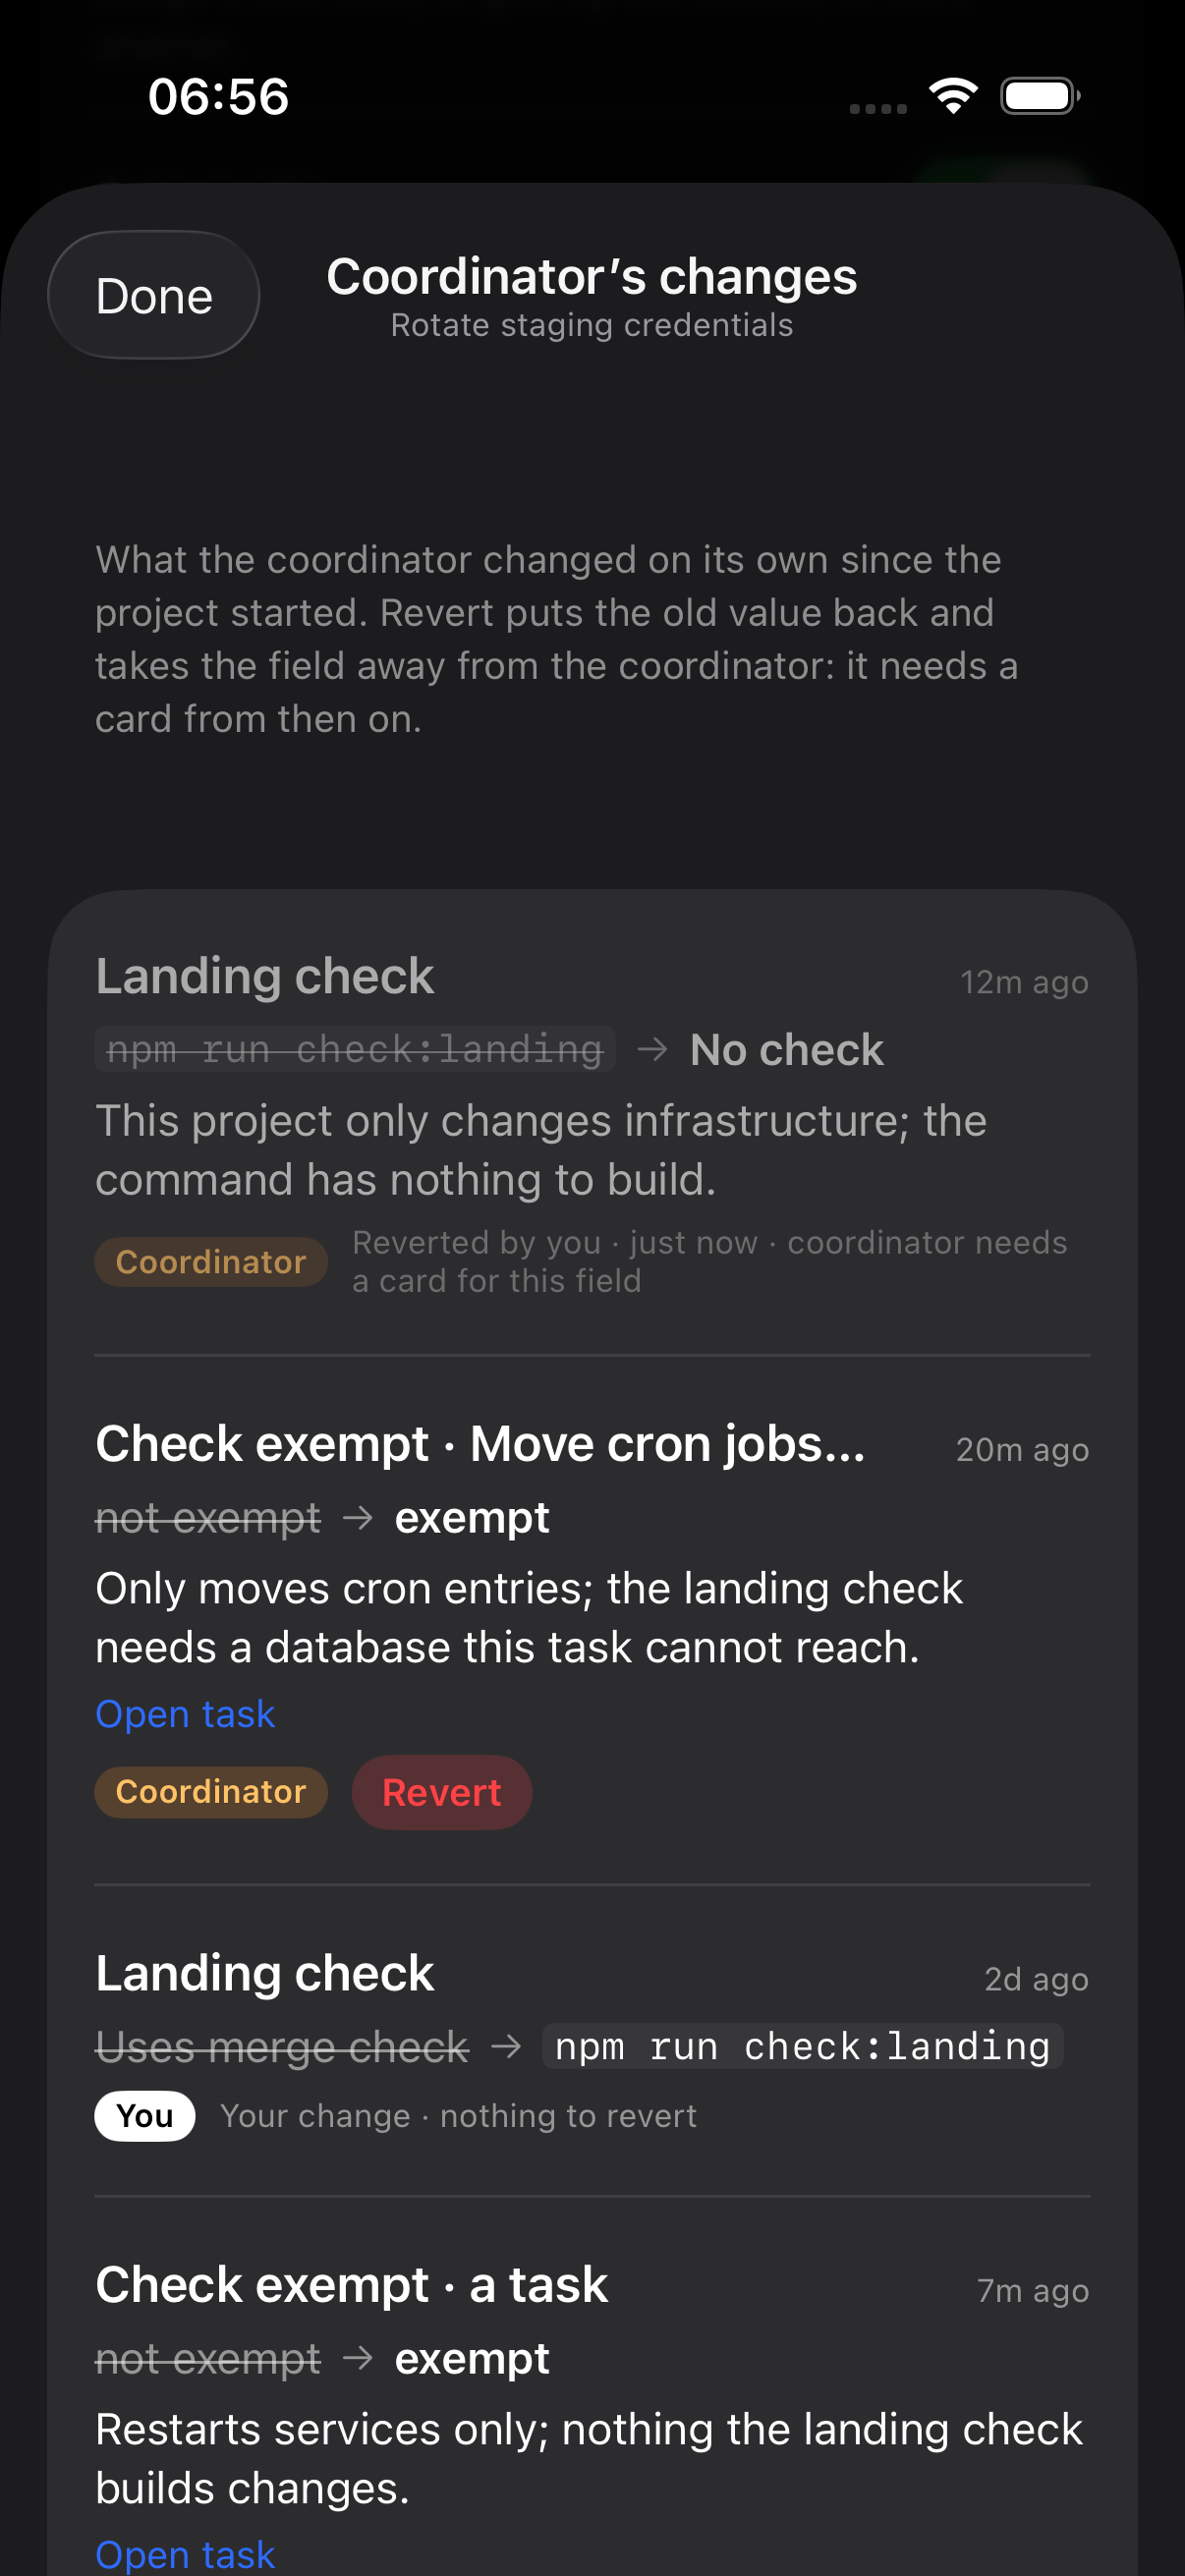 06:56
Done
Coordinator’s changes
Rotate staging credentials
What the coordinator changed on its own since the
project started. Revert puts the old value back and
takes the field away from the coordinator: it needs a
card from then on.
Landing check
12m ago
npm run check:landing → No check
This project only changes infrastructure; the
command has nothing to build.
Coordinator
Reverted by you · just now · coordinator needs
a card for this field
Check exempt · Move cron jobs...
20m ago
not exempt → exempt
Only moves cron entries; the landing check
needs a database this task cannot reach.
Open task
Coordinator
Revert
Landing check
2d ago
Uses merge check → npm run check:landing
You
Your change · nothing to revert
Check exempt · a task
7m ago
not exempt → exempt
Restarts services only; nothing the landing check
builds changes.
Open task